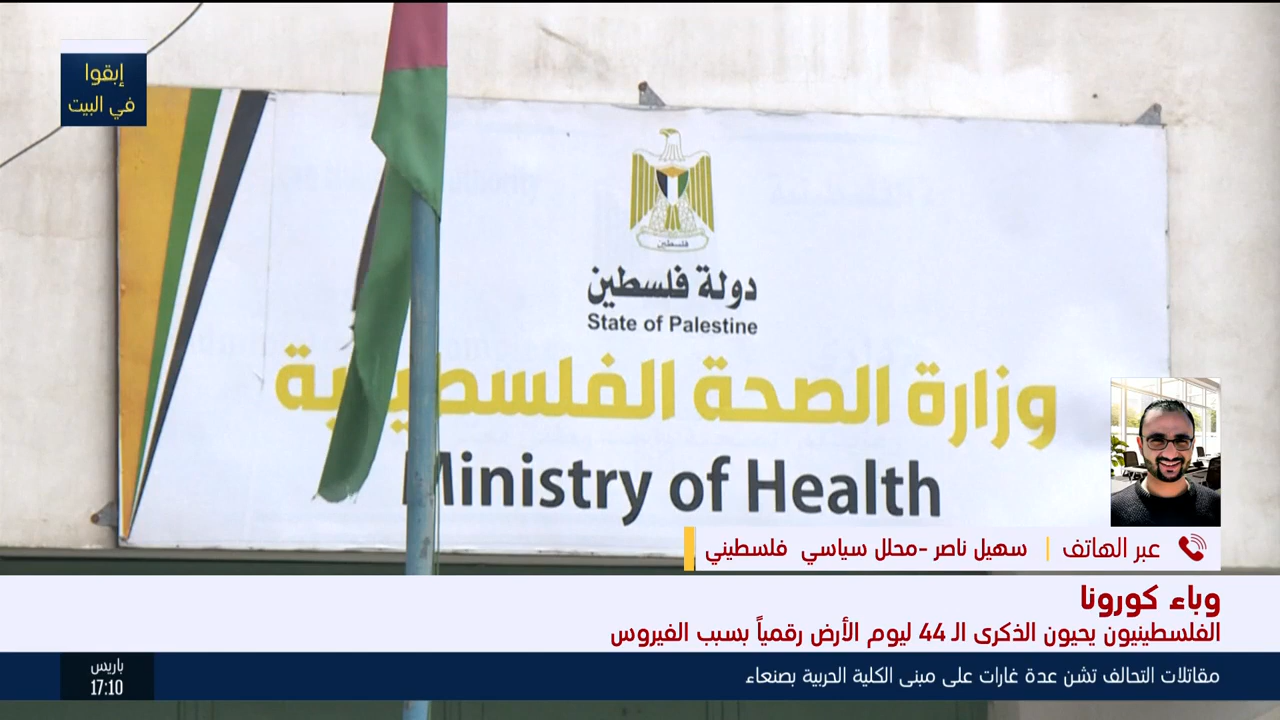 إبقوا
في البيت
فلسطين
دولة فلسطين
State of Palestine
وزارة الصحة الفلسطينية
Ministry of Health
عبر الهاتف | سهيل ناصر -محلل سياسي فلسطيني
وباء كورونا
الفلسطينيون يحيون الذكرى الـ 44 ليوم الأرض رقمياً بسبب الفيروس
مقاتلات التحالف تشن عدة غارات على مبنى الكلية الحربية بصنعاء
باريس
17:10